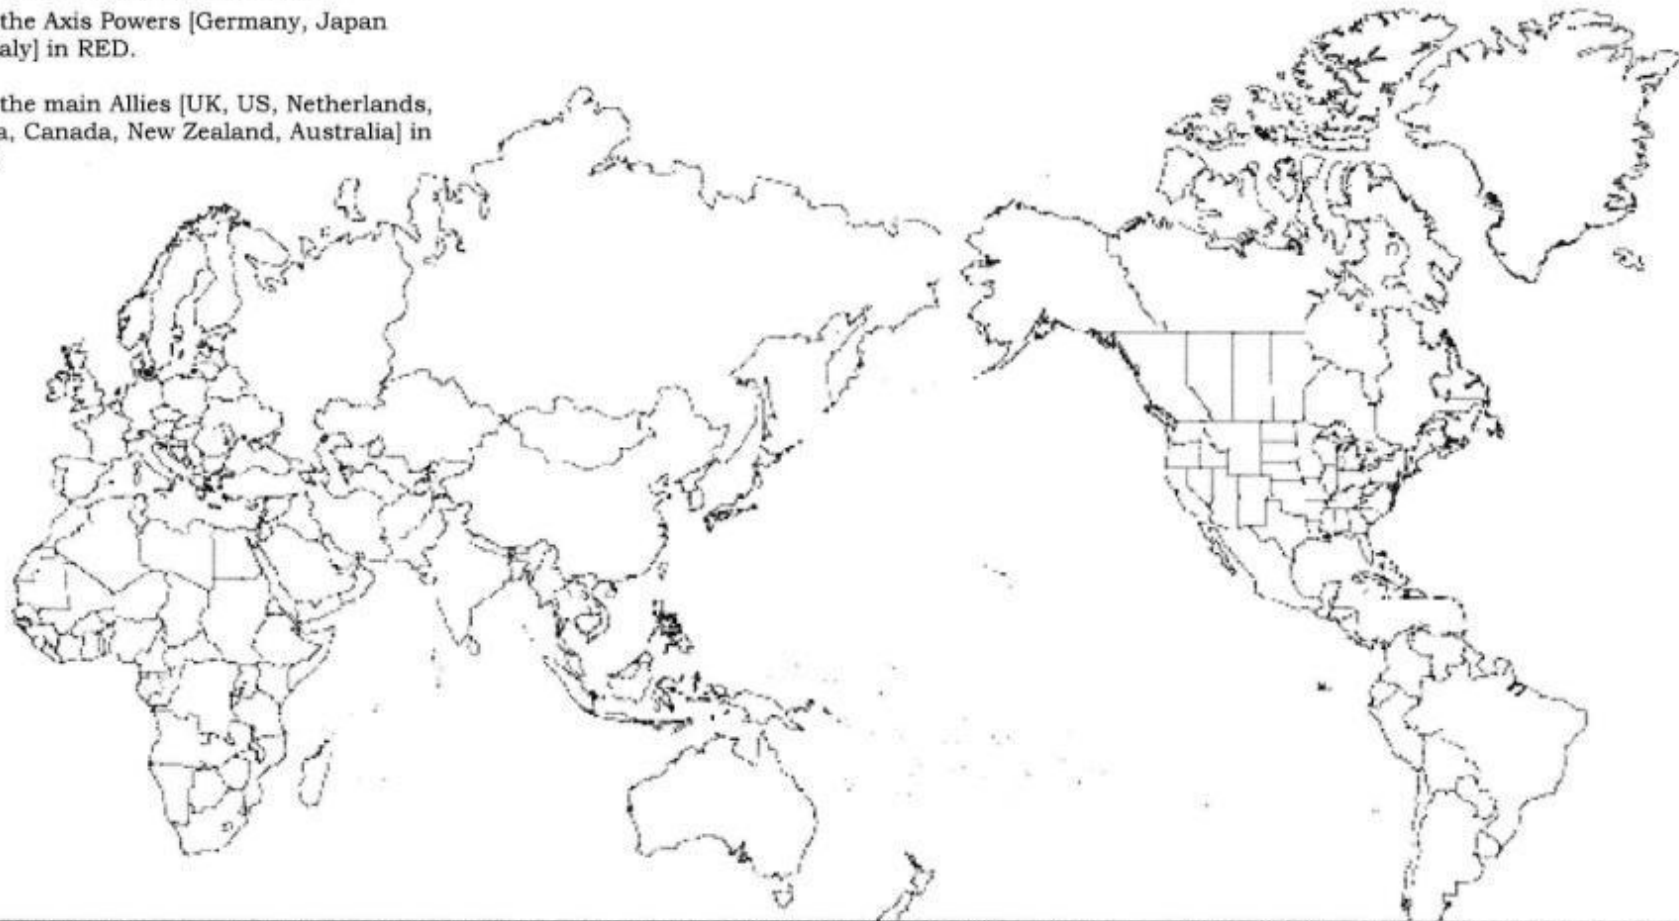 the Axis Powers [Germany, Japan
aly] in RED.
the main Allies [UK, US, Netherlands,
a, Canada, New Zealand, Australia] in